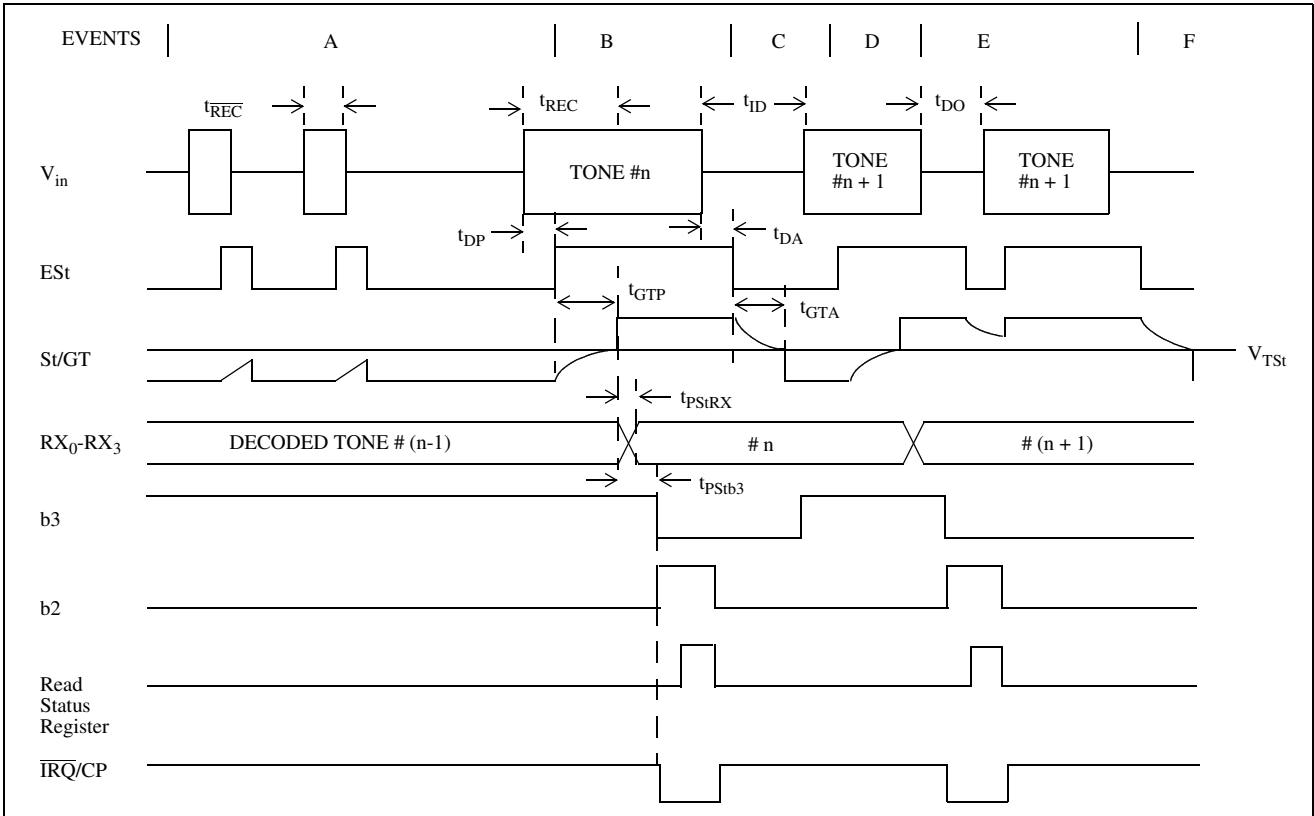 EVENTS A B C D E F
tREC tREC tID tDO
Vin TONE #n TONE #n + 1 TONE #n + 1
tDP tDA
ESt
tGTP tGTA
St/GT VTSt
tPStRX
RX0-RX3 DECODED TONE # (n-1) # n # (n + 1)
tPStb3
b3
b2
Read
Status
Register
IRQ/CP